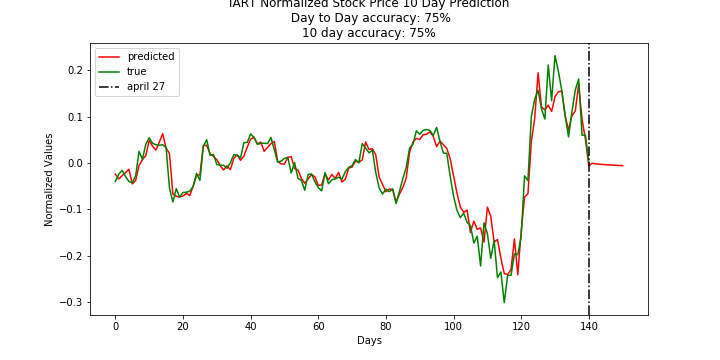 IART Normalized Stock Price 10 Day Prediction
Day to Day accuracy: 75%
10 day accuracy: 75%
predicted
true
april 27
Normalized Values
0.2
0.1
0.0
−0.1
−0.2
−0.3
0 20 40 60 80 100 120 140
Days